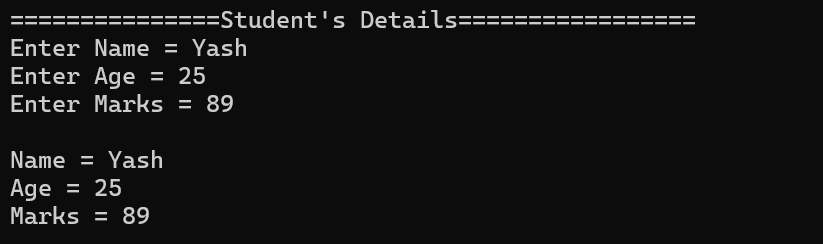 ===============Student's Details=================
Enter Name = Yash
Enter Age = 25
Enter Marks = 89
Name = Yash
Age = 25
Marks = 89